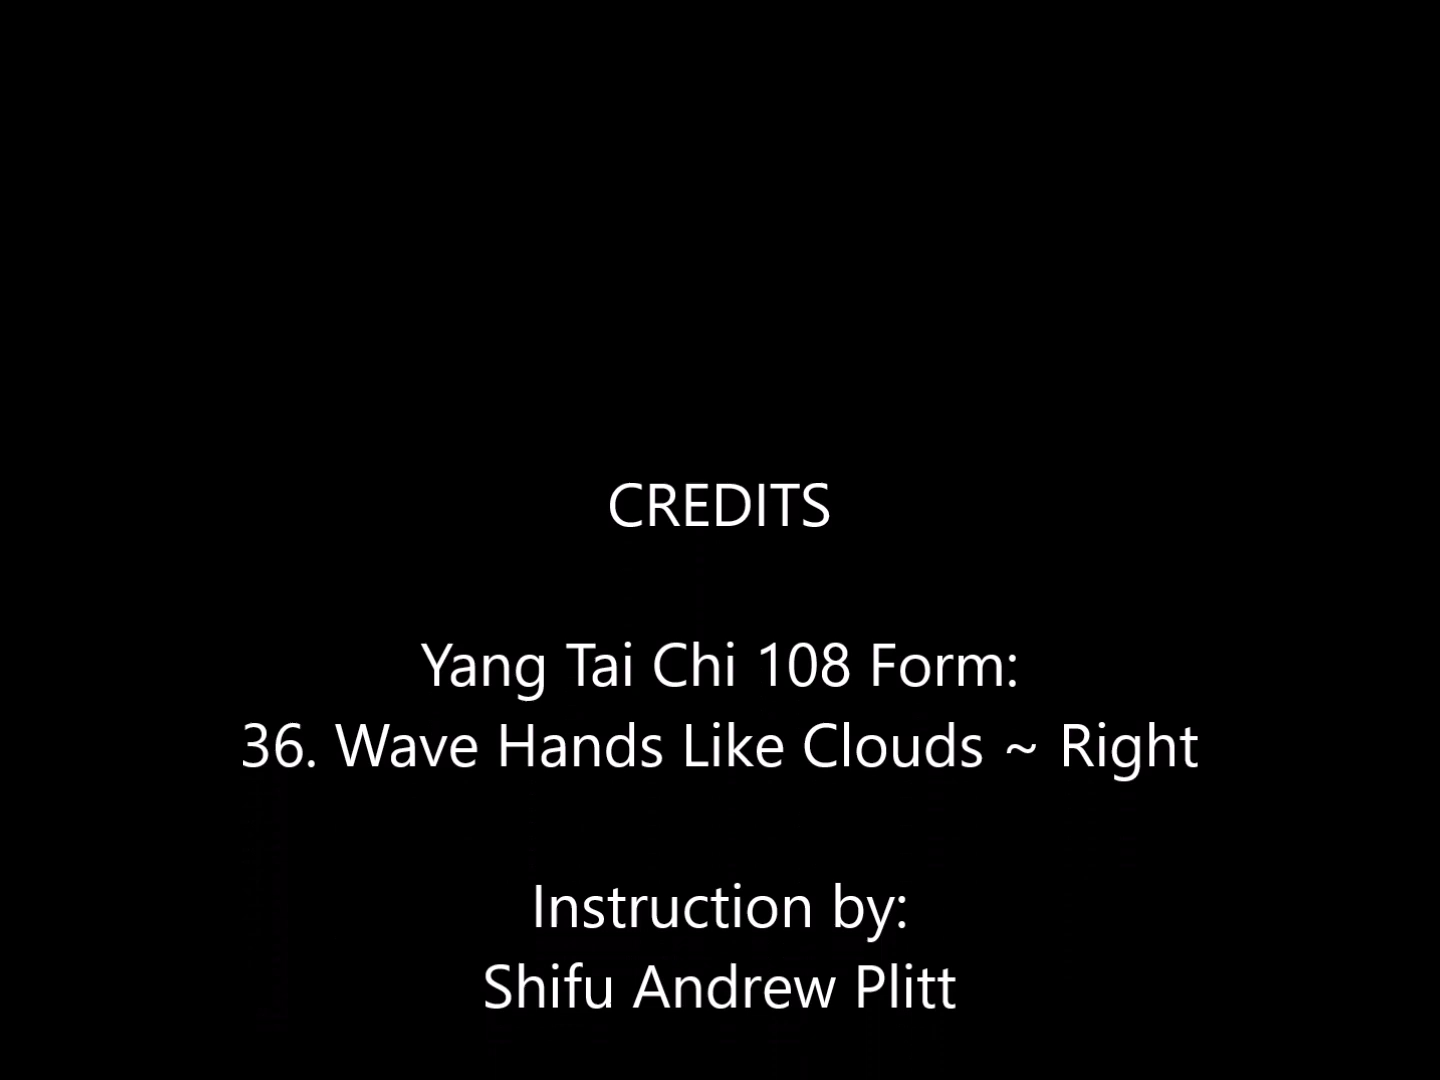 CREDITS
Yang Tai Chi 108 Form:
36. Wave Hands Like Clouds ~ Right
Instruction by:
Shifu Andrew Plitt